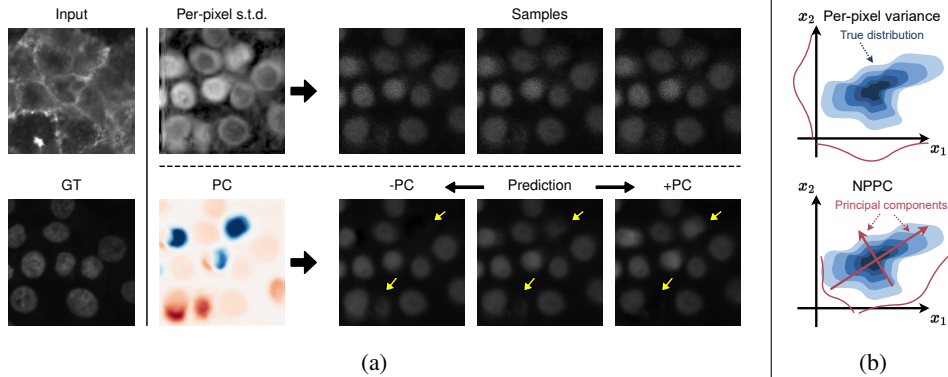 Input
Per-pixel s.t.d.
Samples
GT
PC
-PC
Prediction
+PC
(a)
x₂
Per-pixel variance
True distribution
x₁
x₂
NPPC
Principal components
x₁
(b)